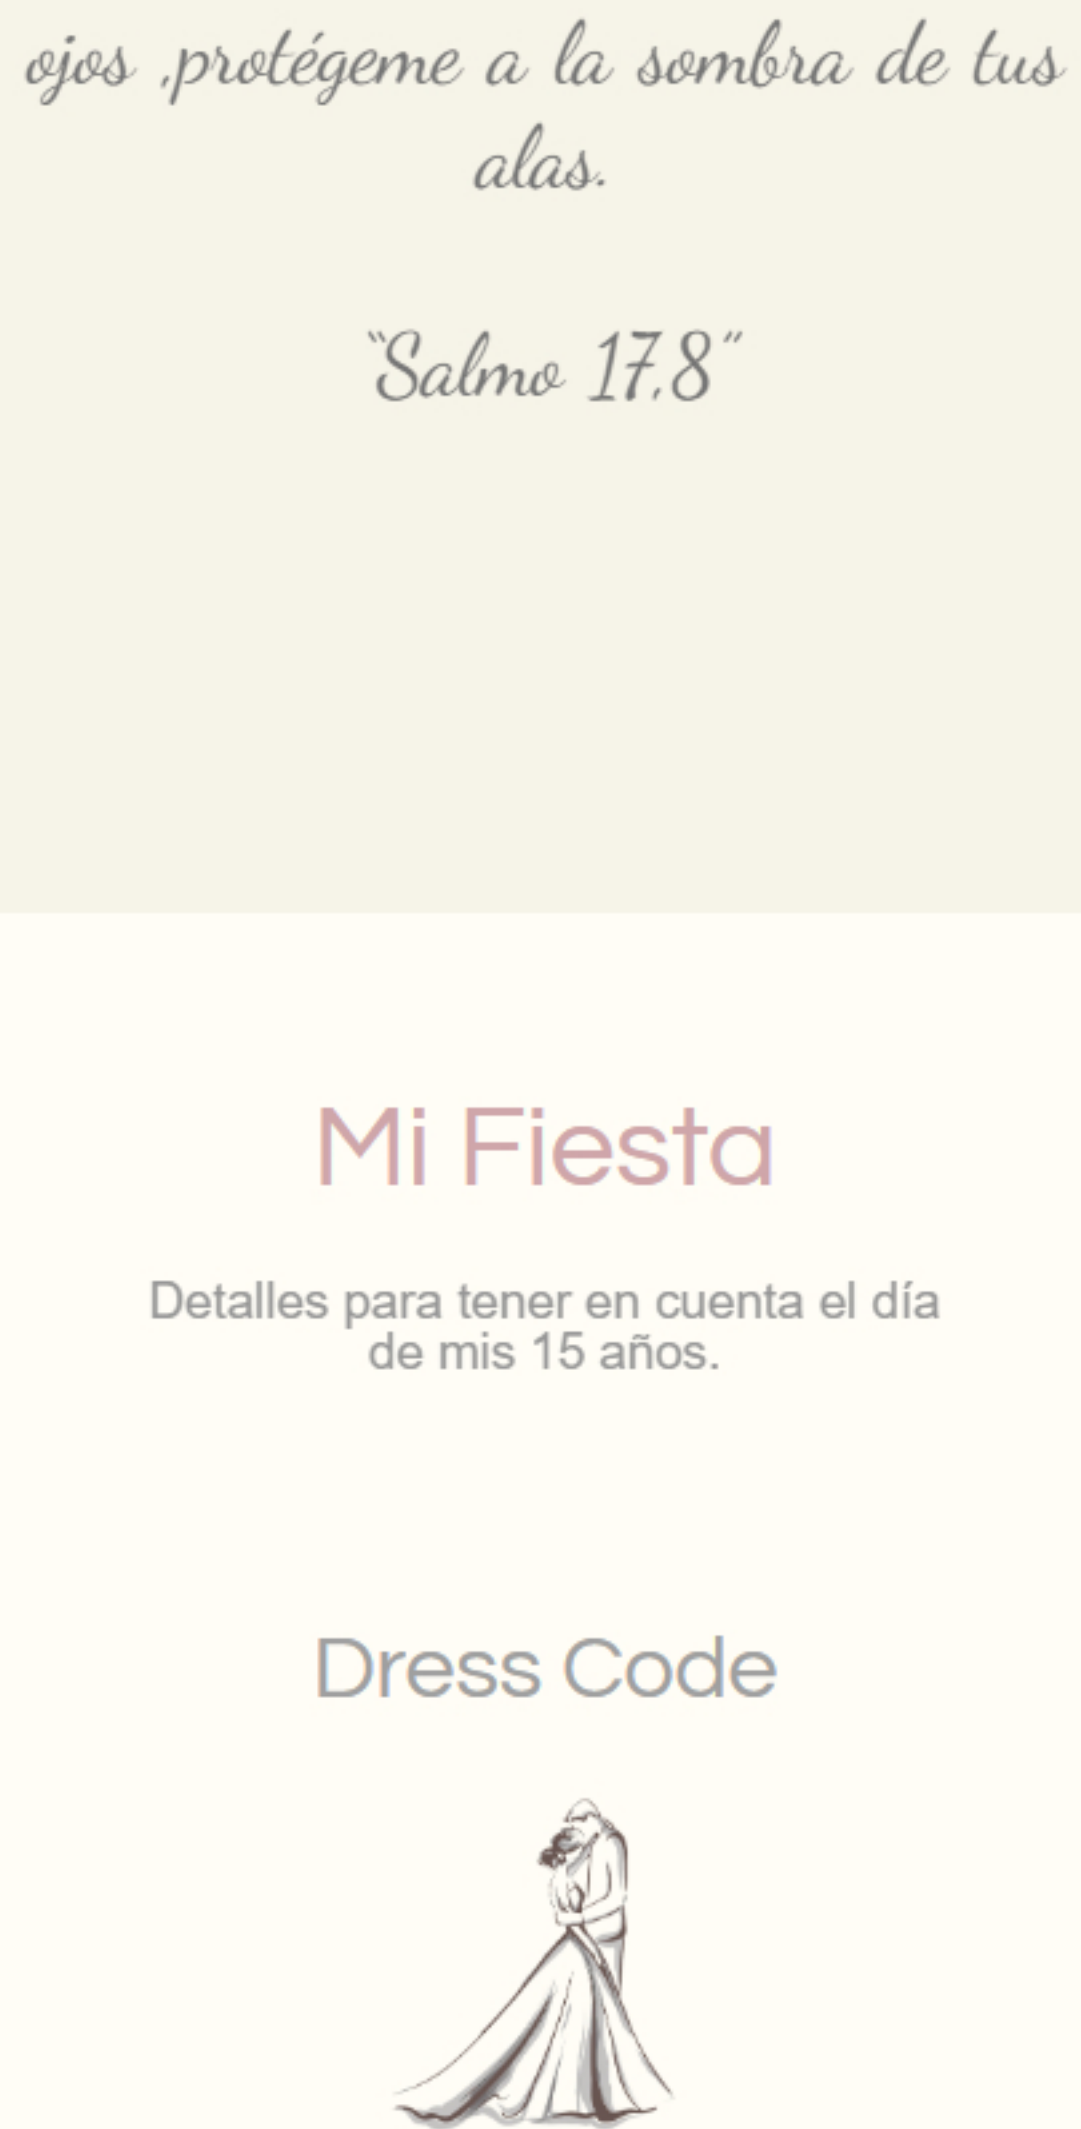 ojos ,protégeme a la sombra de tus
alas.
“Salmo 17,8”
Mi Fiesta
Detalles para tener en cuenta el día
de mis 15 años.
Dress Code